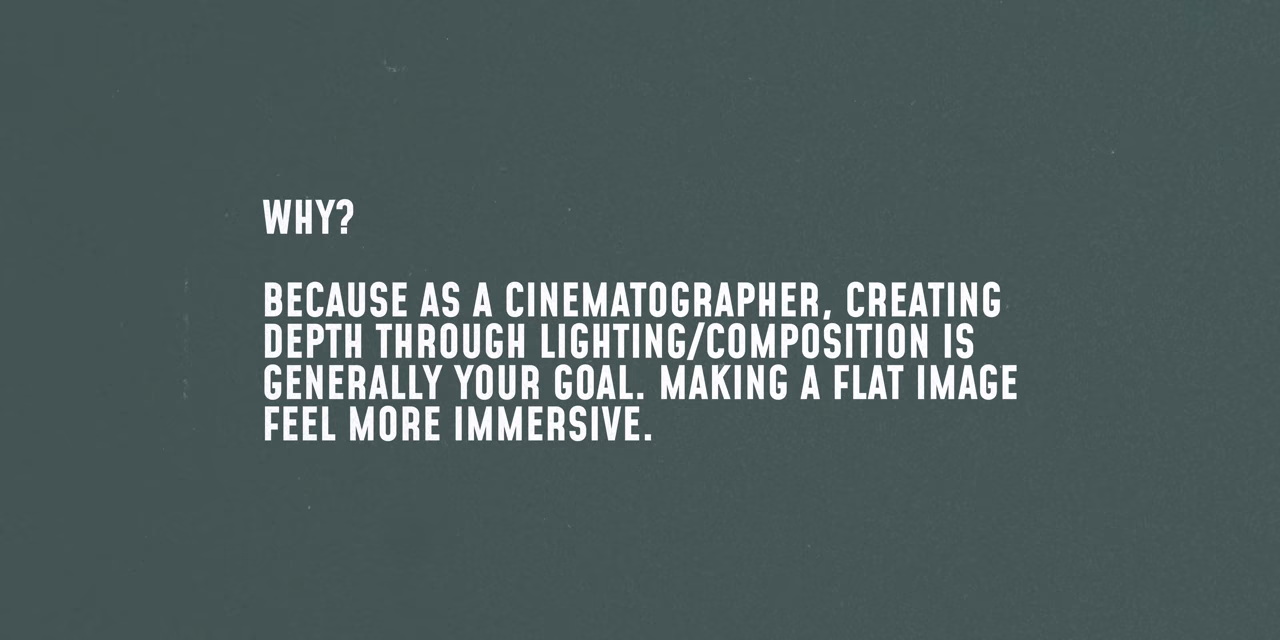 WHY?
BECAUSE AS A CINEMATOGRAPHER, CREATING
DEPTH THROUGH LIGHTING/COMPOSITION IS
GENERALLY YOUR GOAL. MAKING A FLAT IMAGE
FEEL MORE IMMERSIVE.